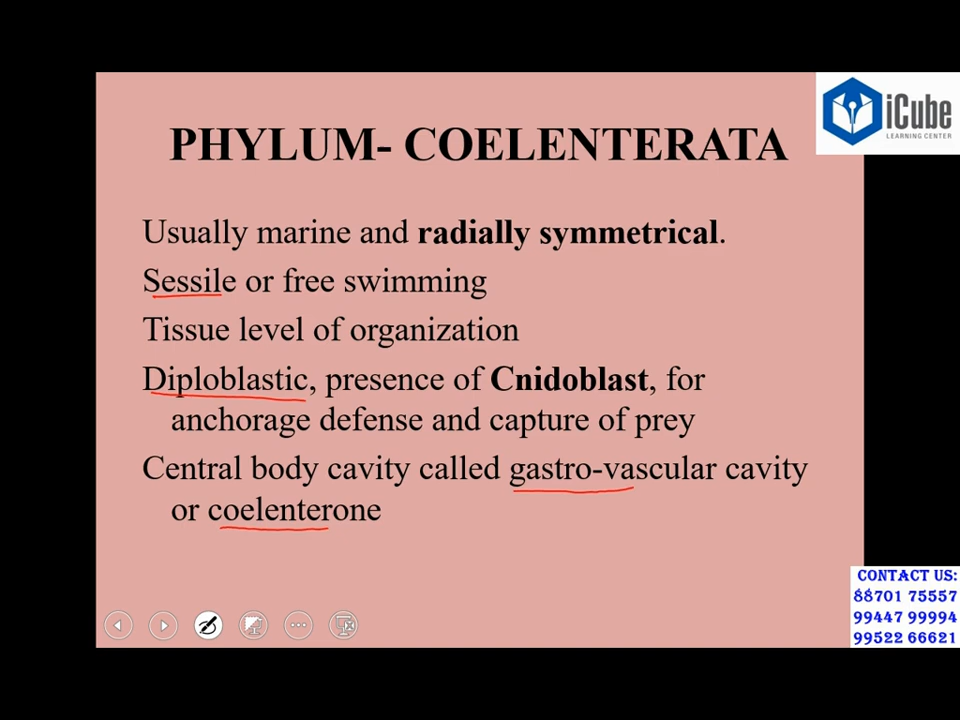 iCube
LEARNING CENTER
PHYLUM- COELENTERATA
Usually marine and radially symmetrical.
Sessile or free swimming
Tissue level of organization
Diploblastic, presence of Cnidoblast, for
anchorage defense and capture of prey
Central body cavity called gastro-vascular cavity
or coelenterone
CONTACT US:
88701 75557
99447 99994
99522 66621